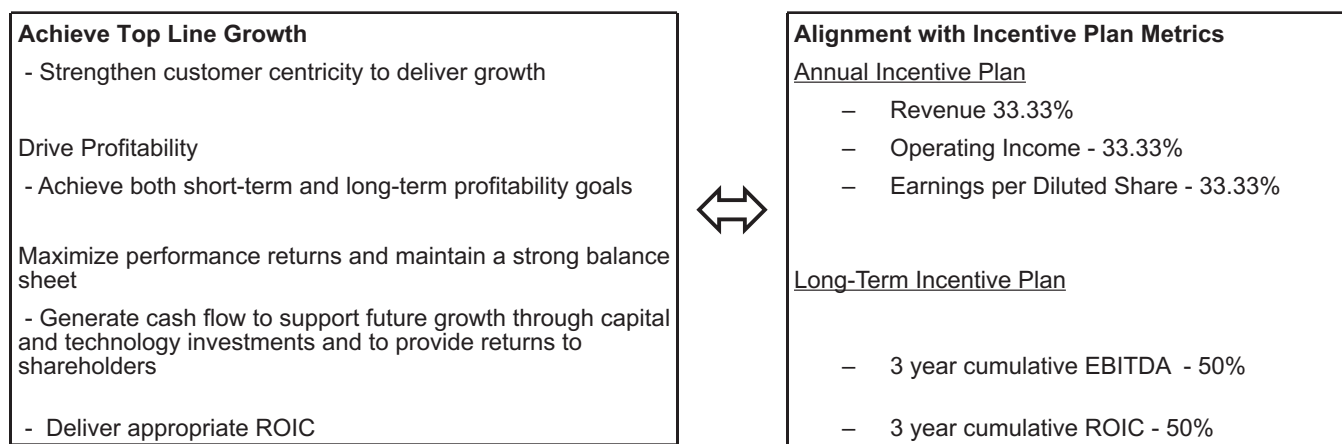 Achieve Top Line Growth
- Strengthen customer centricity to deliver growth
Drive Profitability
- Achieve both short-term and long-term profitability goals
Maximize performance returns and maintain a strong balance
sheet
- Generate cash flow to support future growth through capital
and technology investments and to provide returns to
shareholders
- Deliver appropriate ROIC
Alignment with Incentive Plan Metrics
Annual Incentive Plan
– Revenue 33.33%
– Operating Income - 33.33%
– Earnings per Diluted Share - 33.33%
Long-Term Incentive Plan
– 3 year cumulative EBITDA - 50%
– 3 year cumulative ROIC - 50%